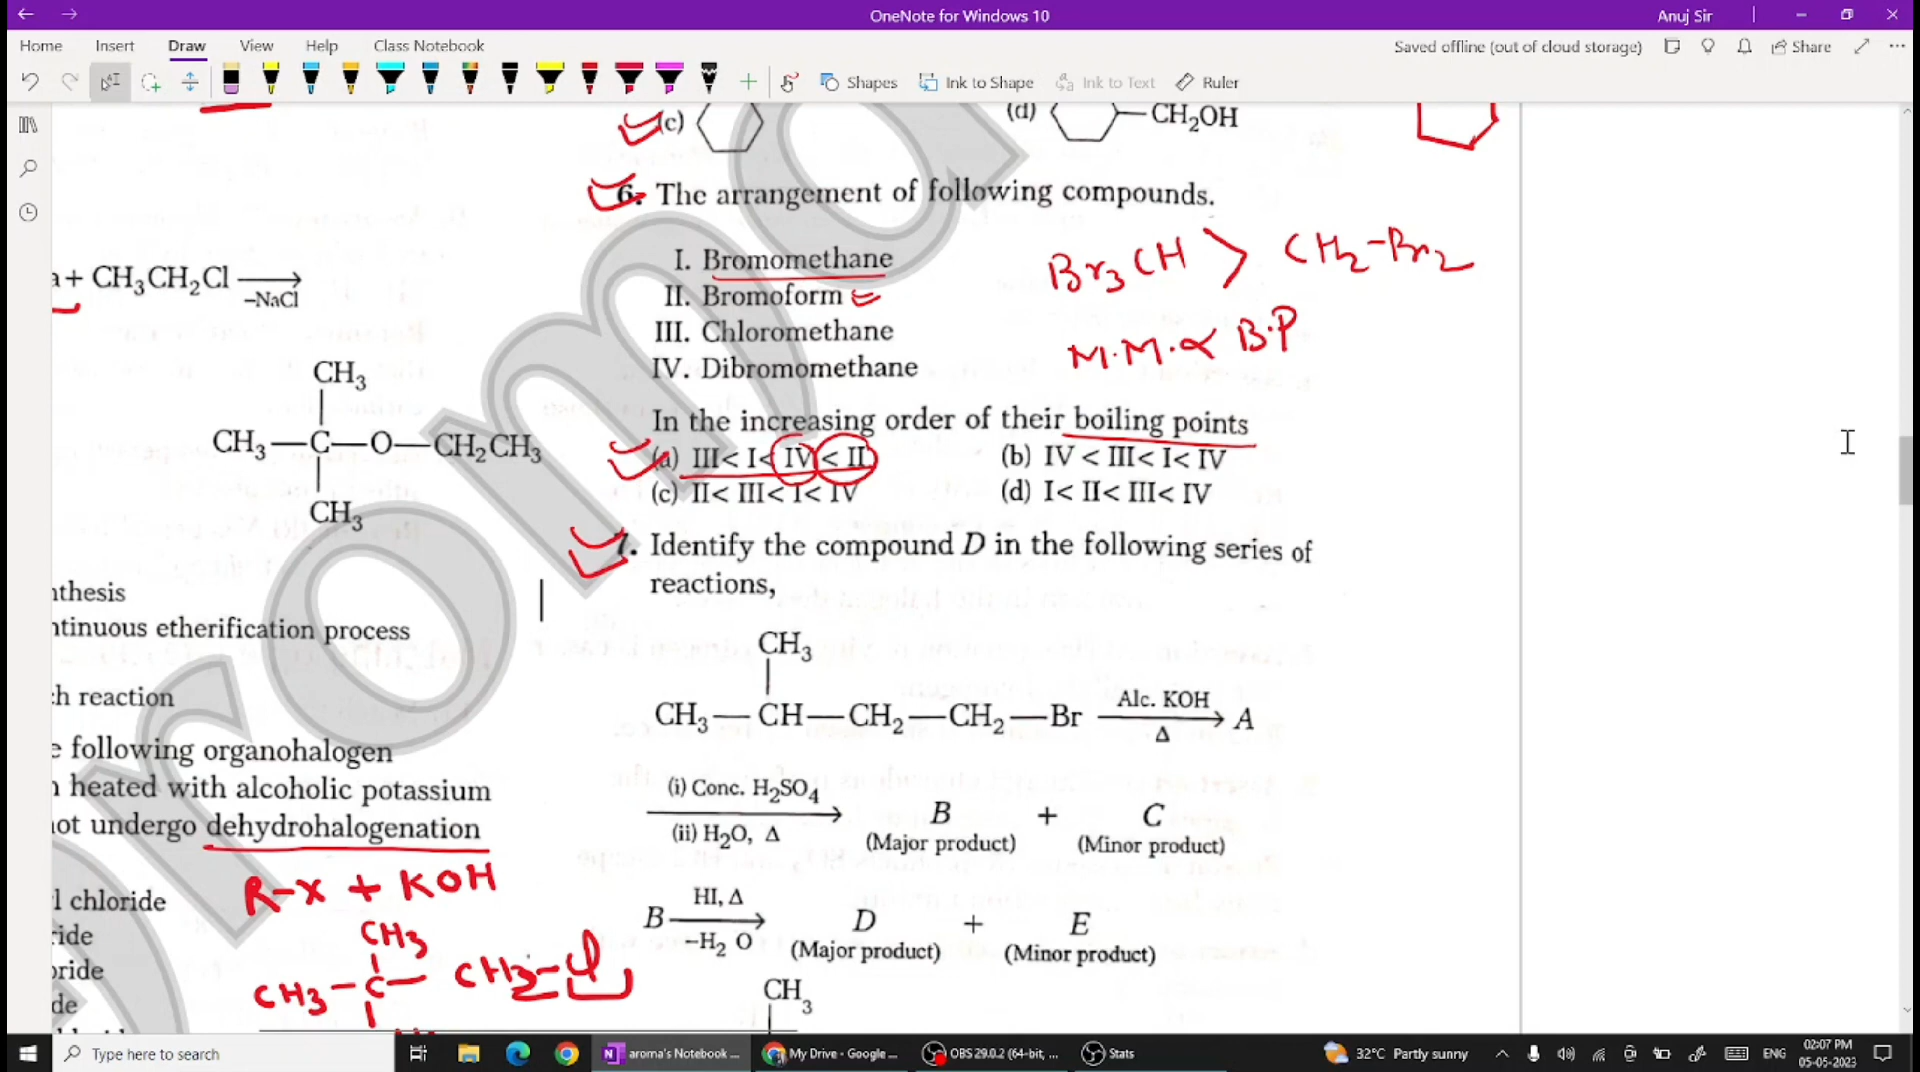 OneNote for Windows 10
Anuj Sir
Home Insert Draw View Help Class Notebook
Saved offline (out of cloud storage) Share
Shapes Ink to Shape Ink to Text Ruler
(c) (d) CH₂OH
6. The arrangement of following compounds.
I. Bromomethane
II. Bromoform
III. Chloromethane
IV. Dibromomethane
Br₃CH > CH₂-Br₂
M.M. ∝ B.P
In the increasing order of their boiling points
(a) III < I < IV < II (b) IV < III < I < IV
(c) II < III < I < IV (d) I < II < III < IV
7. Identify the compound D in the following series of
reactions,
CH₃
CH₃—CH—CH₂—CH₂—Br Alc. KOH Δ → A
(i) Conc. H₂SO₄
(ii) H₂O, Δ
B + C
(Major product) (Minor product)
B HI, Δ −H₂O → D + E
(Major product) (Minor product)
CH₃
a + CH₃CH₂Cl → −NaCl
CH₃
CH₃—C—O—CH₂CH₃
CH₃
nthesis
ntinuous etherification process
ch reaction
e following organohalogen
n heated with alcoholic potassium
not undergo dehydrohalogenation
R-X + KOH
l chloride
ride
oride
de
CH₃
CH₃-C-
aroma
Type here to search
aroma's Notebook ...
My Drive - Google ...
OBS 29.0.2 (64-bit, ...
Stats
32°C Partly sunny
ENG
02:07 PM
05-05-2023